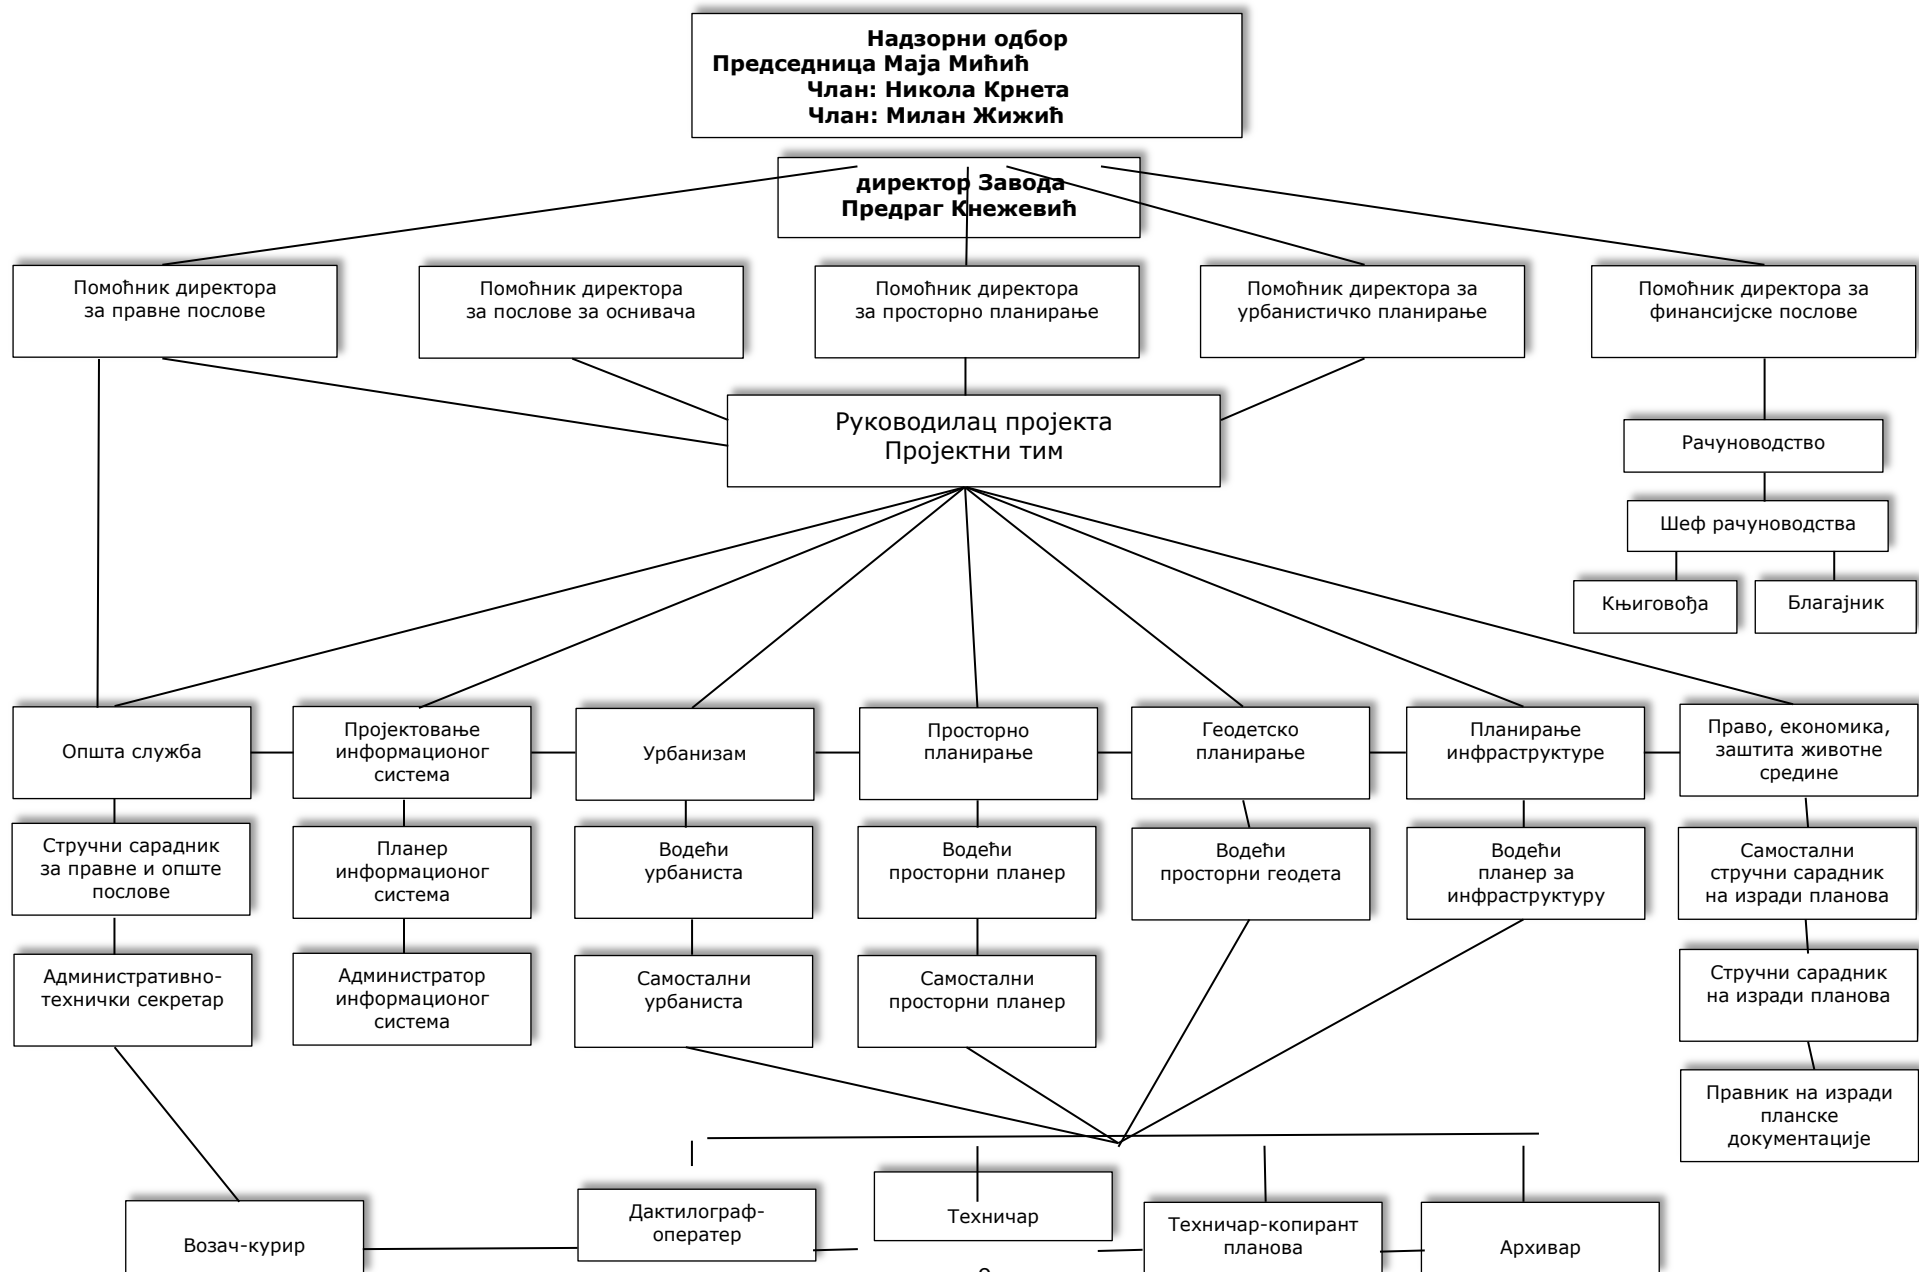 Надзорни одбор
Председница Маја Мићић
Члан: Никола Крнета
Члан: Милан Жижић
директор Завода
Предраг Кнежевић
Помоћник директора
за правне послове
Помоћник директора
за послове за оснивача
Помоћник директора
за просторно планирање
Помоћник директора за
урбанистичко планирање
Помоћник директора за
финансијске послове
Руководилац пројекта
Пројектни тим
Рачуноводство
Шеф рачуноводства
Књиговођа
Благајник
Општа служба
Пројектовање
информационог
система
Урбанизам
Просторно
планирање
Геодетско
планирање
Планирање
инфраструктуре
Право, економика,
заштита животне
средине
Стручни сарадник
за правне и опште
послове
Планер
информационог
система
Водећи
урбаниста
Водећи
просторни планер
Водећи
просторни геодета
Водећи
планер за
инфраструктуру
Самостални
стручни сарадник
на изради планова
Административно-
технички секретар
Администратор
информационог
система
Самостални
урбаниста
Самостални
просторни планер
Стручни сарадник
на изради планова
Правник на изради
планске
документације
Возач-курир
Дактилограф-
оператер
Техничар
Техничар-копирант
планова
Архивар